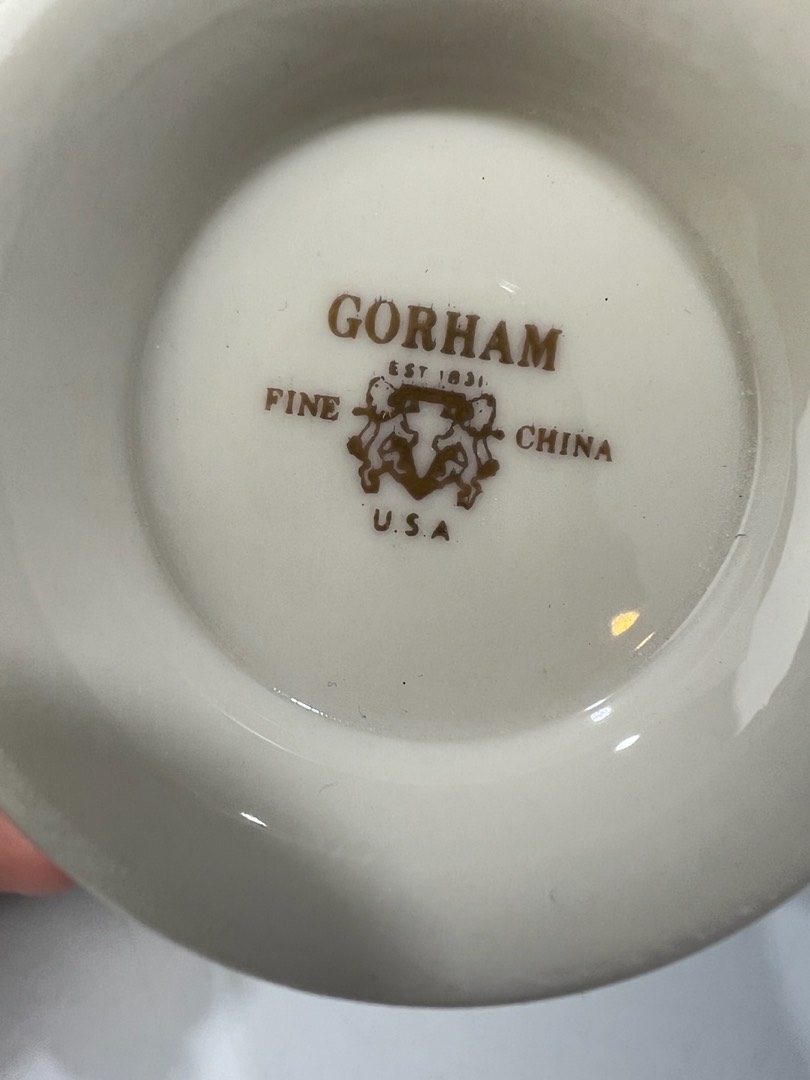 GORHAM
EST 1831
FINE CHINA
U.S.A